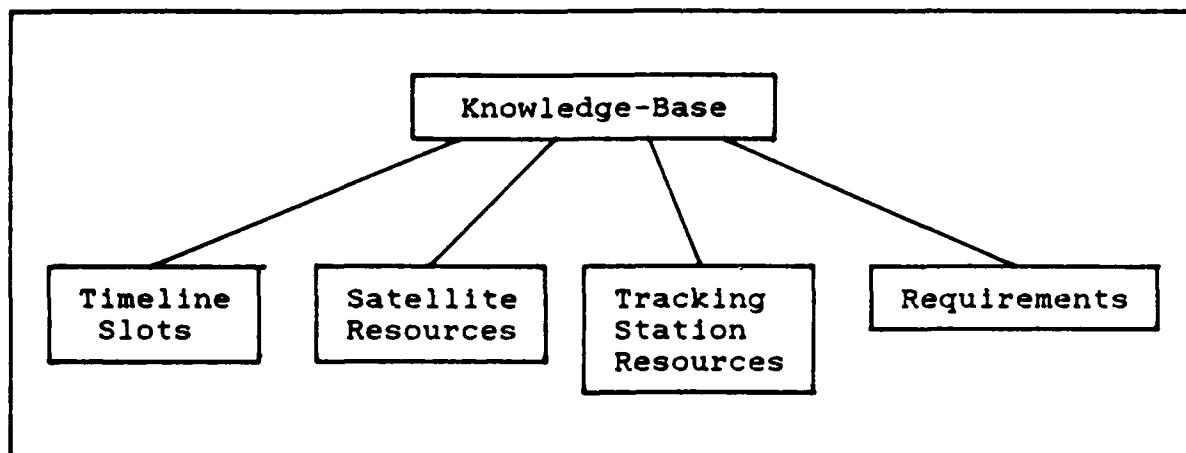 Knowledge-Base
Timeline
Slots
Satellite
Resources
Tracking
Station
Resources
Requirements